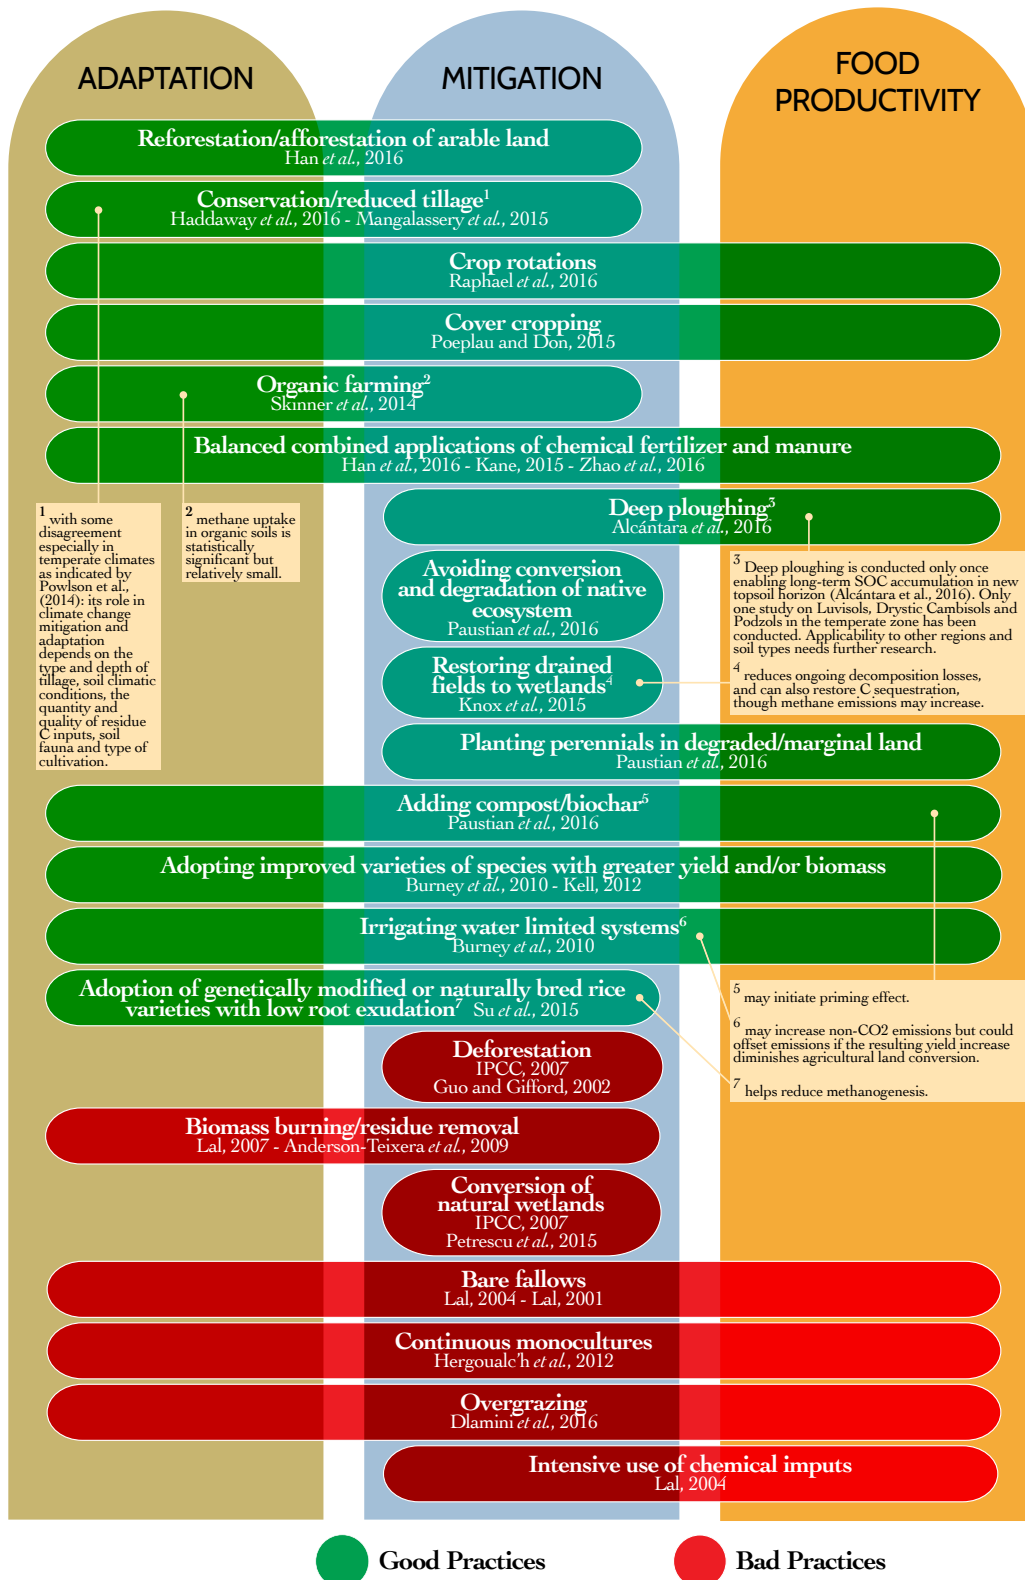 ADAPTATION
MITIGATION
FOOD
PRODUCTIVITY
Reforestation/afforestation of arable land
Han et al., 2016
Conservation/reduced tillage1
Haddaway et al., 2016 - Mangalassery et al., 2015
Crop rotations
Raphael et al., 2016
Cover cropping
Poeplau and Don, 2015
Organic farming2
Skinner et al., 2014
Balanced combined applications of chemical fertilizer and manure
Han et al., 2016 - Kane, 2015 - Zhao et al., 2016
Deep ploughing3
Alcántara et al., 2016
1 with some
disagreement
especially in
temperate climates
as indicated by
Powlson et al.,
(2014): its role in
climate change
mitigation and
adaptation
depends on the
type and depth of
tillage, soil climatic
conditions, the
quantity and
quality of residue
C inputs, soil
fauna and type of
cultivation.
2 methane uptake
in organic soils is
statistically
significant but
relatively small.
Avoiding conversion
and degradation of native
ecosystem
Paustian et al., 2016
3 Deep ploughing is conducted only once
enabling long-term SOC accumulation in new
topsoil horizon (Alcántara et al., 2016). Only
one study on Luvisols, Drystic Cambisols and
Podzols in the temperate zone has been
conducted. Applicability to other regions and
soil types needs further research.
4 reduces ongoing decomposition losses,
and can also restore C sequestration,
though methane emissions may increase.
Restoring drained
fields to wetlands4
Knox et al., 2015
Planting perennials in degraded/marginal land
Paustian et al., 2016
Adding compost/biochar5
Paustian et al., 2016
Adopting improved varieties of species with greater yield and/or biomass
Burney et al., 2010 - Kell, 2012
Irrigating water limited systems6
Burney et al., 2010
Adoption of genetically modified or naturally bred rice
varieties with low root exudation7 Su et al., 2015
5 may initiate priming effect.
6 may increase non-CO2 emissions but could
offset emissions if the resulting yield increase
diminishes agricultural land conversion.
7 helps reduce methanogenesis.
Deforestation
IPCC, 2007
Guo and Gifford, 2002
Biomass burning/residue removal
Lal, 2007 - Anderson-Teixera et al., 2009
Conversion of
natural wetlands
IPCC, 2007
Petrescu et al., 2015
Bare fallows
Lal, 2004 - Lal, 2001
Continuous monocultures
Hergoualc'h et al., 2012
Overgrazing
Dlamini et al., 2016
Intensive use of chemical imputs
Lal, 2004
Good Practices
Bad Practices